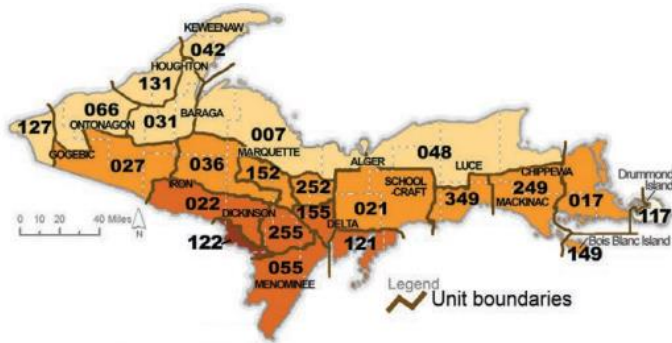 KEWEENAW
042
HOUGHTON
131
066
ONTONAGON
031
BARAGA
127
GOGEBIC
027
036
IRON
007
MARQUETTE
152
252
ALGER
048
LUCE
SCHOOL-
CRAFT
CHIPPEWA
Drummond
Island
022
DICKINSON
155
DELTA
021
349
249
MACKINAC
017
117
0 10 20 40 Miles
N
122
255
121
Bois Blanc Island
149
055
MENOMINEE
Legend
Unit boundaries